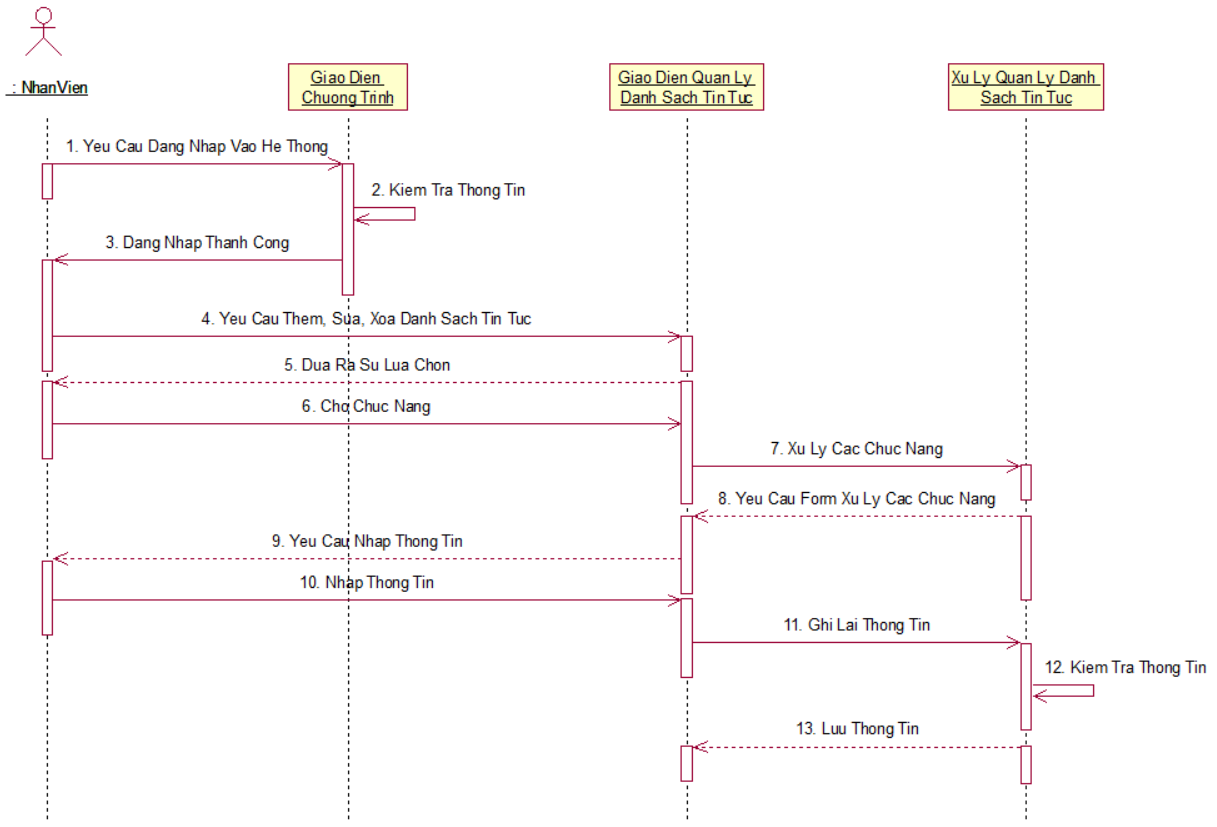 : NhanVien
Giao Dien
Chuong Trinh
Giao Dien Quan Ly
Danh Sach Tin Tuc
Xu Ly Quan Ly Danh
Sach Tin Tuc
1. Yeu Cau Dang Nhap Vao He Thong
2. Kiem Tra Thong Tin
3. Dang Nhap Thanh Cong
4. Yeu Cau Them, Sua, Xoa Danh Sach Tin Tuc
5. Dua Ra Su Lua Chon
6. Cho Chuc Nang
7. Xu Ly Cac Chuc Nang
8. Yeu Cau Form Xu Ly Cac Chuc Nang
9. Yeu Cau Nhap Thong Tin
10. Nhap Thong Tin
11. Ghi Lai Thong Tin
12. Kiem Tra Thong Tin
13. Luu Thong Tin